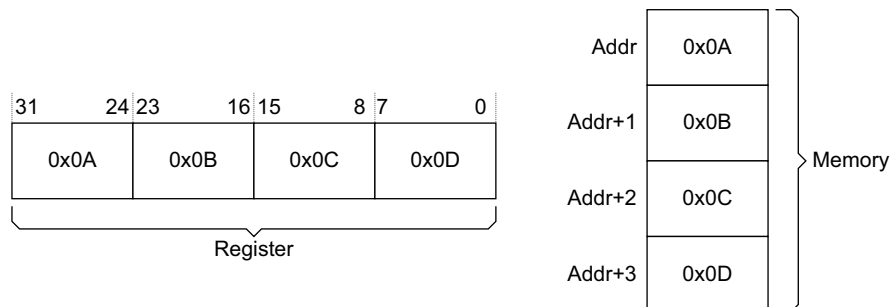 31 24 23 16 15 8 7 0
0x0A 0x0B 0x0C 0x0D
Register
Addr 0x0A
Addr+1 0x0B
Addr+2 0x0C
Addr+3 0x0D
Memory